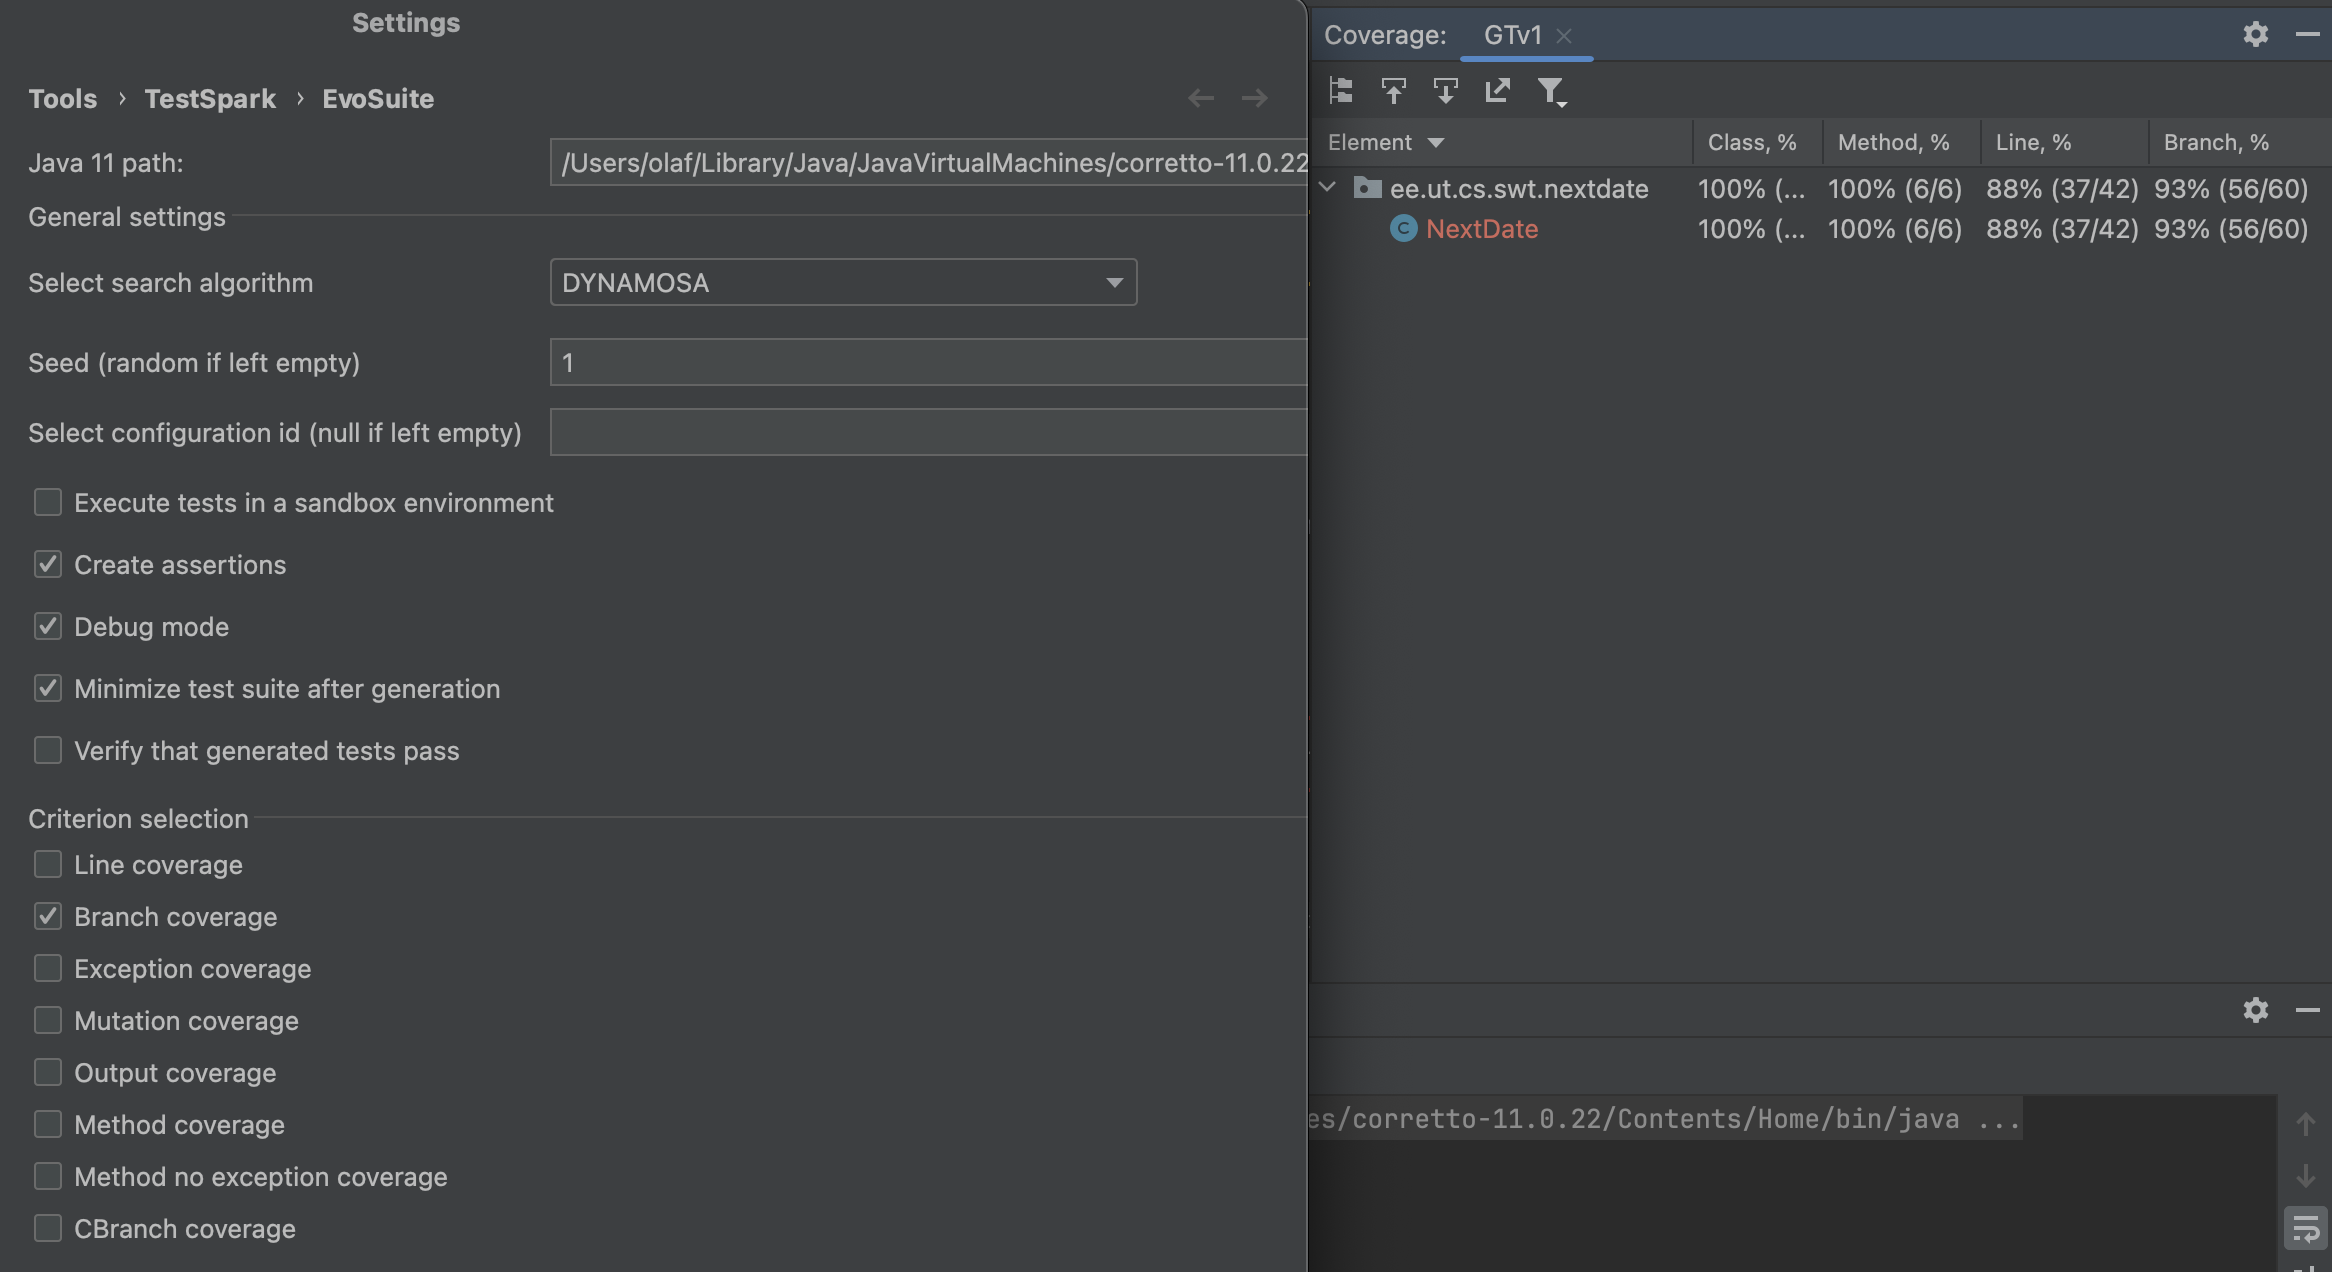 Settings
Tools › TestSpark › EvoSuite
Java 11 path: /Users/olaf/Library/Java/JavaVirtualMachines/corretto-11.0.22
General settings
Select search algorithm DYNAMOSA
Seed (random if left empty) 1
Select configuration id (null if left empty)
Execute tests in a sandbox environment
Create assertions
Debug mode
Minimize test suite after generation
Verify that generated tests pass
Criterion selection
Line coverage
Branch coverage
Exception coverage
Mutation coverage
Output coverage
Method coverage
Method no exception coverage
CBranch coverage
Coverage: GTv1
Element Class, % Method, % Line, % Branch, %
ee.ut.cs.swt.nextdate 100% (... 100% (6/6) 88% (37/42) 93% (56/60)
C NextDate 100% (... 100% (6/6) 88% (37/42) 93% (56/60)
es/corretto-11.0.22/Contents/Home/bin/java ...